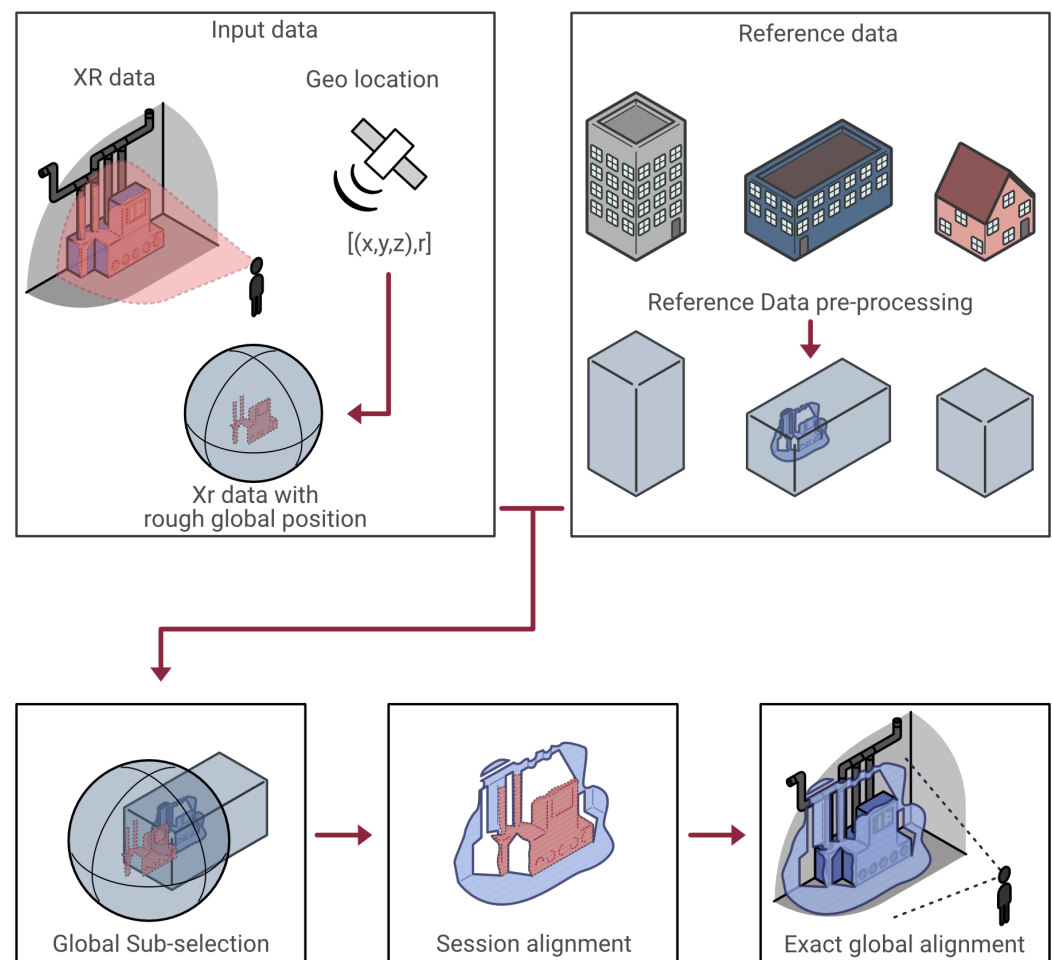 Input data
XR data
Geo location
[(x,y,z),r]
Xr data with
rough global position
Reference data
Reference Data pre-processing
Global Sub-selection
Session alignment
Exact global alignment